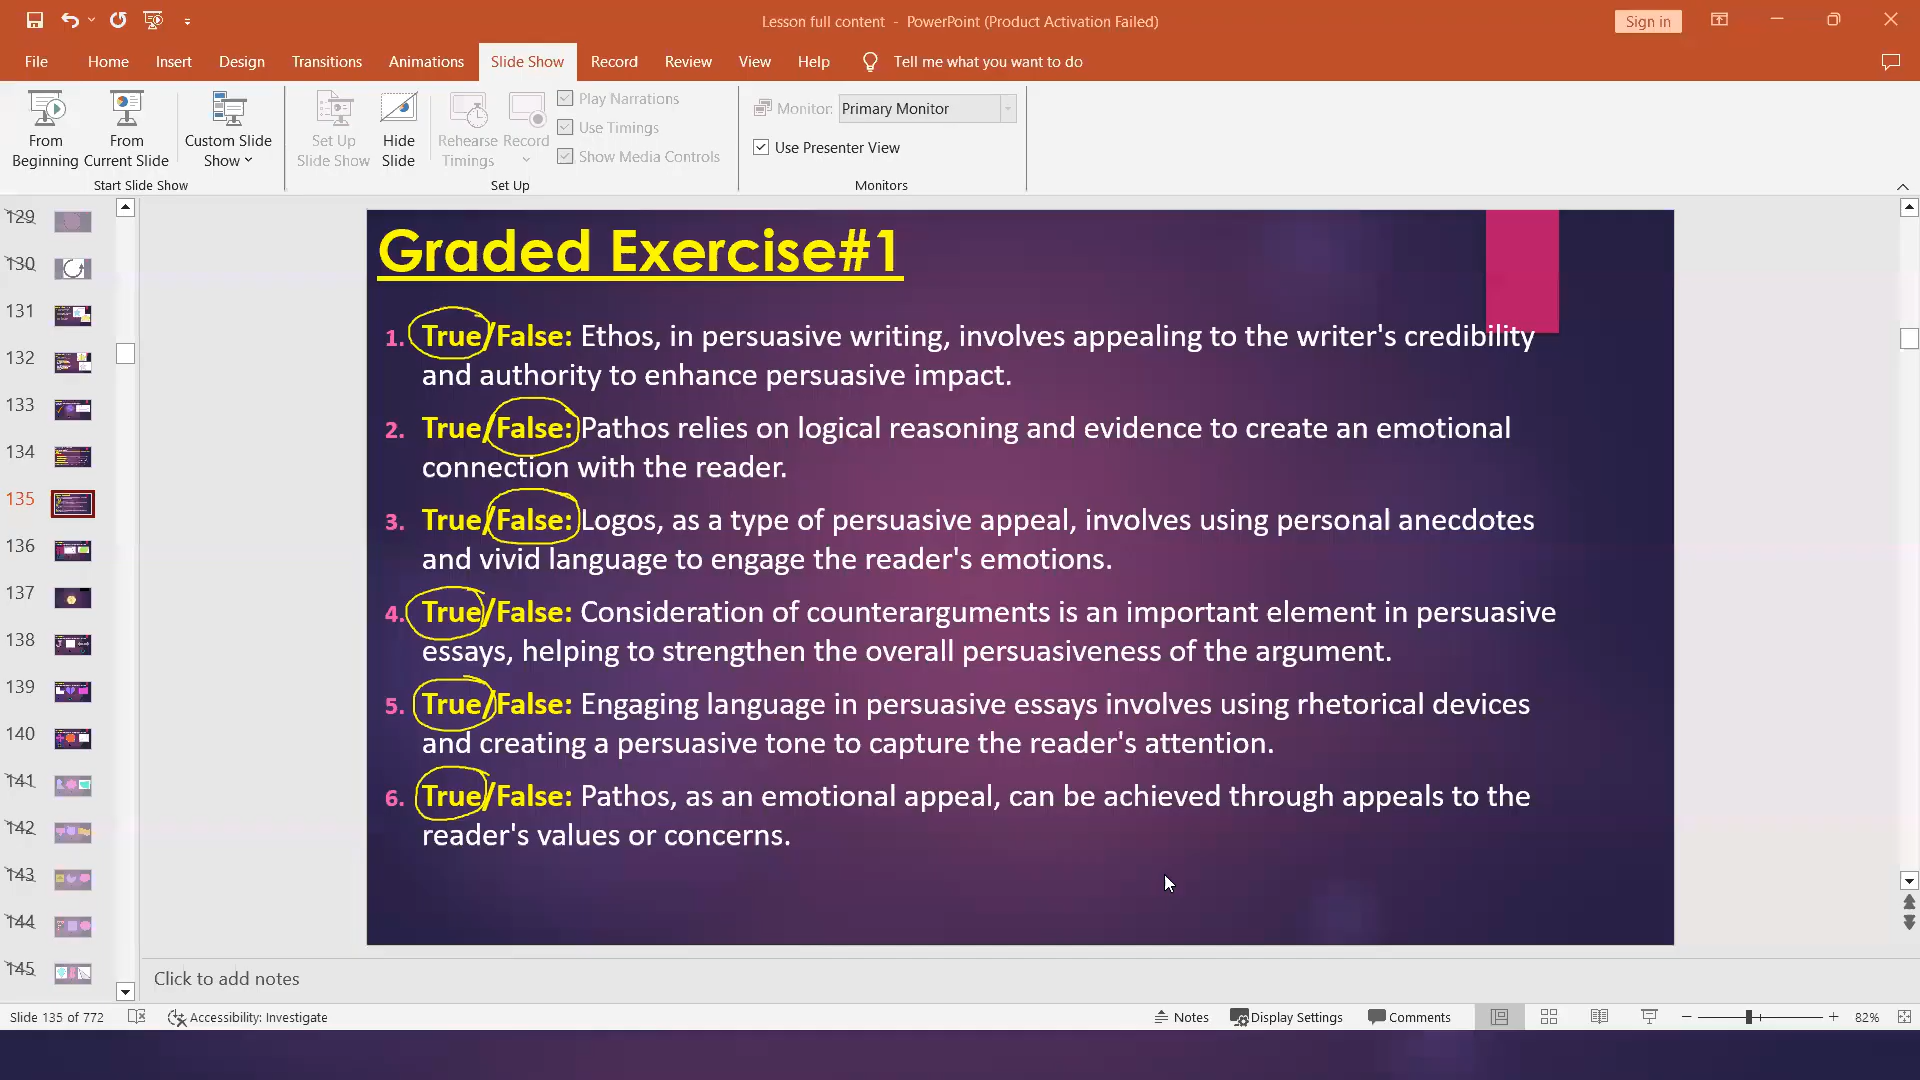 Lesson full content - PowerPoint (Product Activation Failed)
Sign in
File Home Insert Design Transitions Animations Slide Show Record Review View Help Tell me what you want to do
From Beginning
From Current Slide
Custom Slide Show
Start Slide Show
Set Up Slide Show
Hide Slide
Rehearse Timings
Record
Play Narrations
Use Timings
Show Media Controls
Set Up
Monitor: Primary Monitor
Use Presenter View
Monitors
129
130
131
132
133
134
135
136
137
138
139
140
141
142
143
144
145
Graded Exercise#1
1. True/False: Ethos, in persuasive writing, involves appealing to the writer's credibility
and authority to enhance persuasive impact.
2. True/False: Pathos relies on logical reasoning and evidence to create an emotional
connection with the reader.
3. True/False: Logos, as a type of persuasive appeal, involves using personal anecdotes
and vivid language to engage the reader's emotions.
4. True/False: Consideration of counterarguments is an important element in persuasive
essays, helping to strengthen the overall persuasiveness of the argument.
5. True/False: Engaging language in persuasive essays involves using rhetorical devices
and creating a persuasive tone to capture the reader's attention.
6. True/False: Pathos, as an emotional appeal, can be achieved through appeals to the
reader's values or concerns.
Click to add notes
Slide 135 of 772 Accessibility: Investigate Notes Display Settings Comments 82%